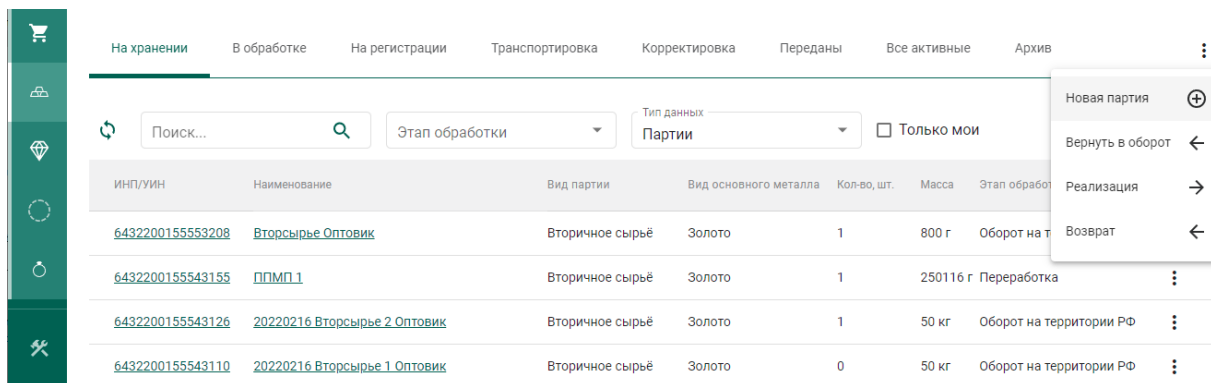 На хранении В обработке На регистрации Транспортировка Корректировка Переданы Все активные Архив
Новая партия
Тип данных
Поиск... Этап обработки Партии Только мои
Вернуть в оборот
ИНП/УИН Наименование Вид партии Вид основного металла Кол-во, шт. Масса Этап обрабо
Реализация
6432200155553208 Вторсырье Оптовик Вторичное сырьё Золото 1 800 г Оборот на т
Возврат
6432200155543155 ППМП 1 Вторичное сырьё Золото 1 250116 г Переработка
6432200155543126 20220216 Вторсырье 2 Оптовик Вторичное сырьё Золото 1 50 кг Оборот на территории РФ
6432200155543110 20220216 Вторсырье 1 Оптовик Вторичное сырьё Золото 0 50 кг Оборот на территории РФ